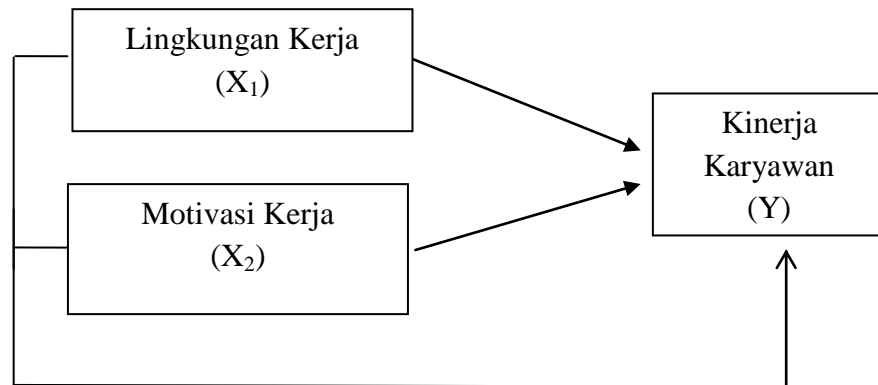 Lingkungan Kerja
(X₁)
Kinerja
Karyawan
(Y)
Motivasi Kerja
(X₂)